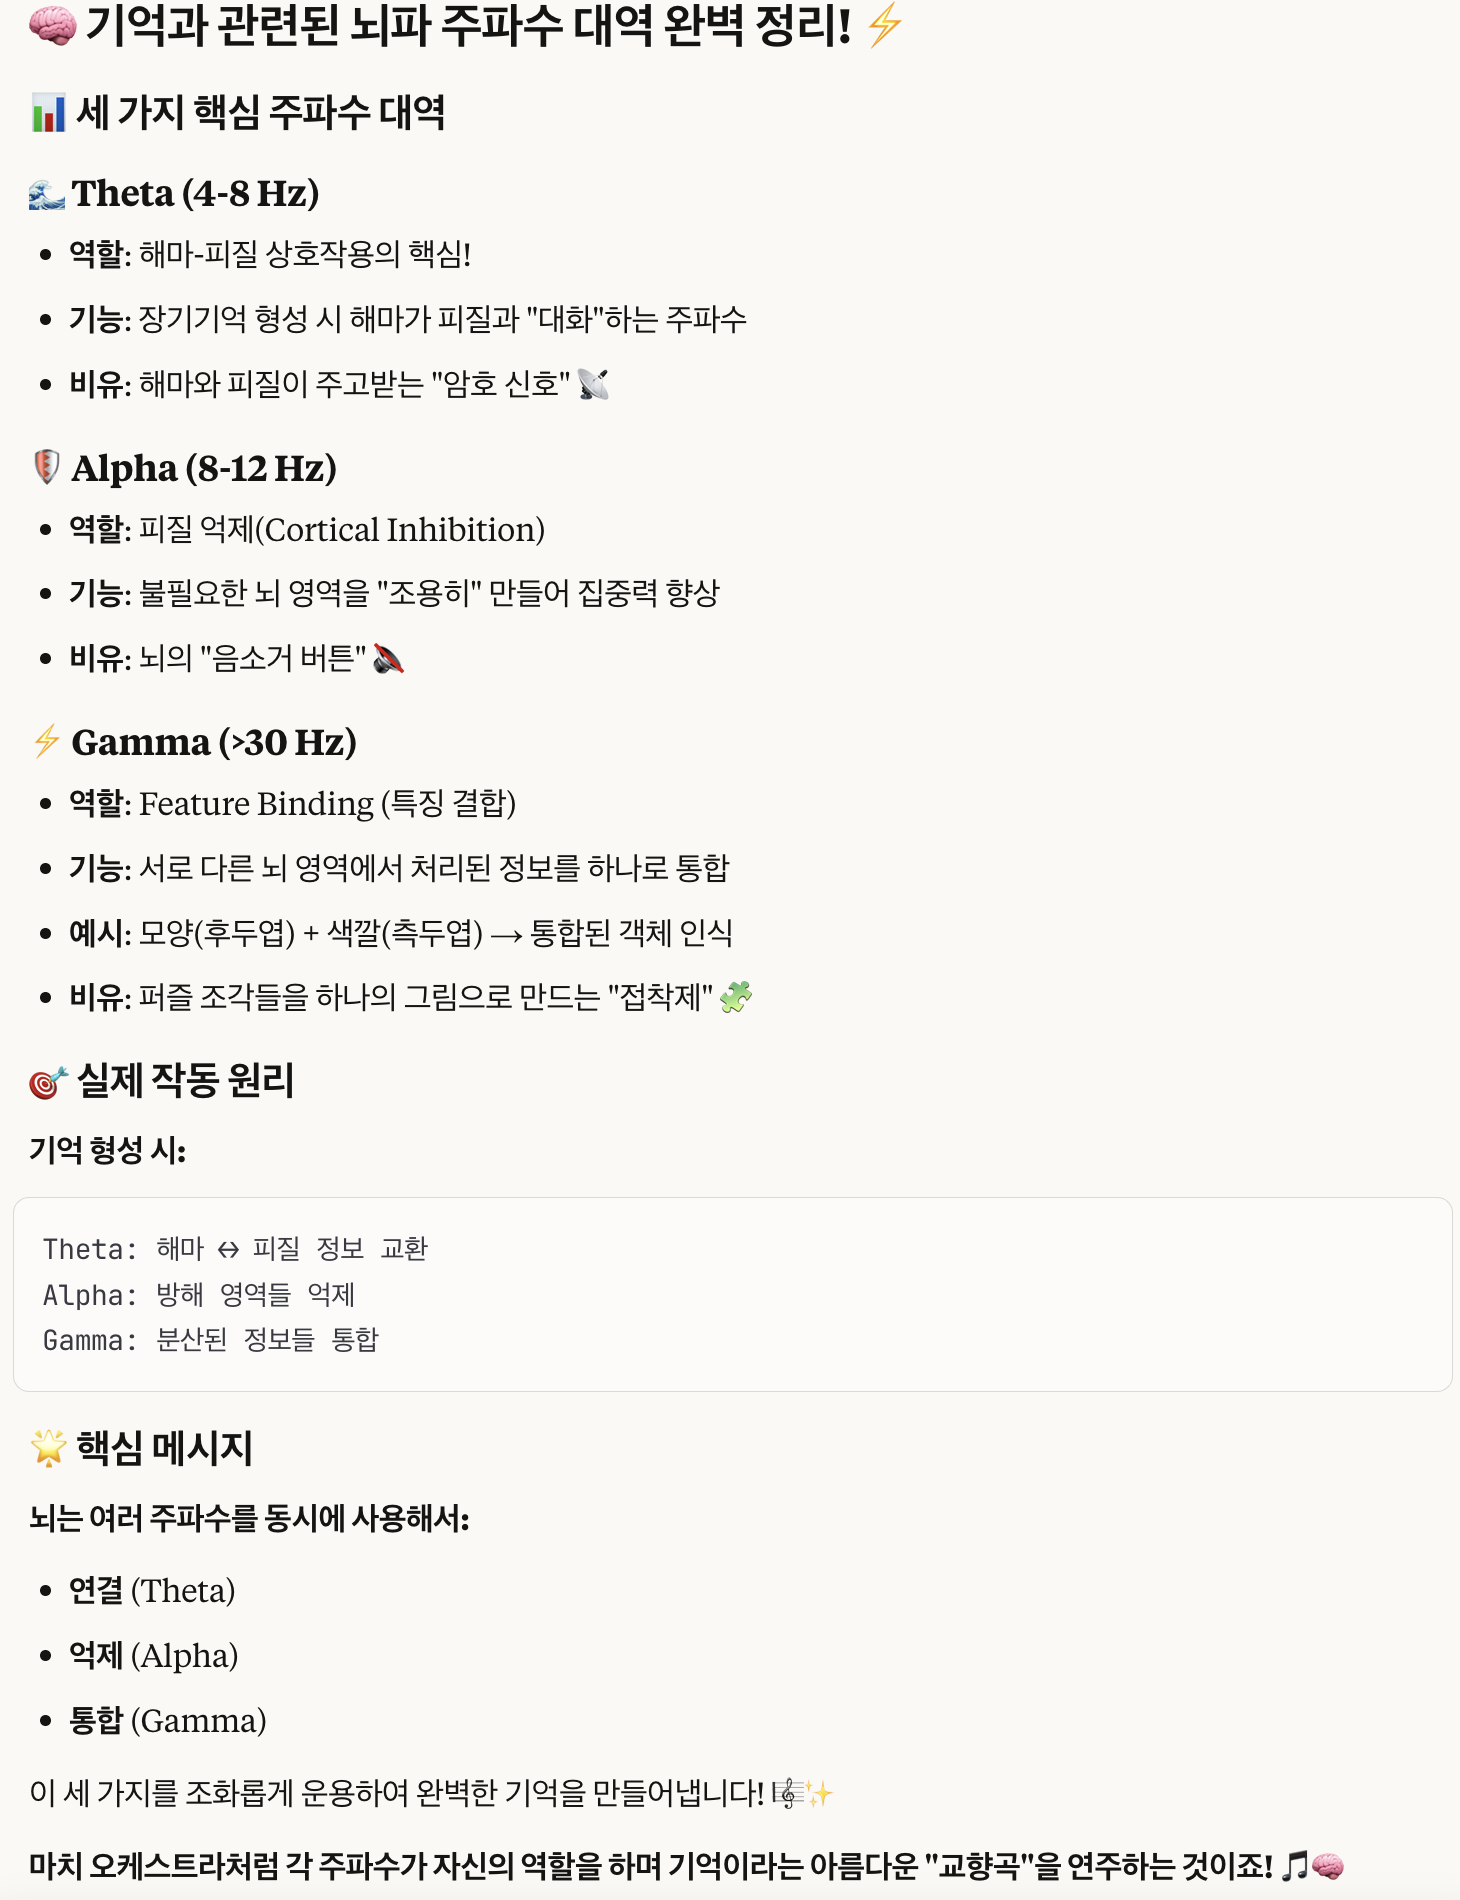 🧠 기억과 관련된 뇌파 주파수 대역 완벽 정리! ⚡
📊 세 가지 핵심 주파수 대역
🌊 Theta (4-8 Hz)
• 역할: 해마-피질 상호작용의 핵심!
• 기능: 장기기억 형성 시 해마가 피질과 "대화"하는 주파수
• 비유: 해마와 피질이 주고받는 "암호 신호" 📡
🛡️ Alpha (8-12 Hz)
• 역할: 피질 억제(Cortical Inhibition)
• 기능: 불필요한 뇌 영역을 "조용히" 만들어 집중력 향상
• 비유: 뇌의 "음소거 버튼" 🔇
⚡ Gamma (>30 Hz)
• 역할: Feature Binding (특징 결합)
• 기능: 서로 다른 뇌 영역에서 처리된 정보를 하나로 통합
• 예시: 모양(후두엽) + 색깔(측두엽) → 통합된 객체 인식
• 비유: 퍼즐 조각들을 하나의 그림으로 만드는 "접착제" 🧩
🎯 실제 작동 원리
기억 형성 시:
Theta: 해마 ↔ 피질 정보 교환
Alpha: 방해 영역들 억제
Gamma: 분산된 정보들 통합
🌟 핵심 메시지
뇌는 여러 주파수를 동시에 사용해서:
• 연결 (Theta)
• 억제 (Alpha)
• 통합 (Gamma)
이 세 가지를 조화롭게 운용하여 완벽한 기억을 만들어냅니다! 🎼✨
마치 오케스트라처럼 각 주파수가 자신의 역할을 하며 기억이라는 아름다운 "교향곡"을 연주하는 것이죠! 🎵🧠